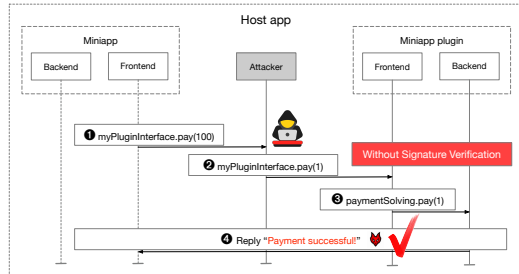 Host app
Miniapp
Miniapp plugin
Backend
Frontend
Attacker
Frontend
Backend
❶ myPluginInterface.pay(100)
❷ myPluginInterface.pay(1)
Without Signature Verification
❸ paymentSolving.pay(1)
❹ Reply “Payment successful!”